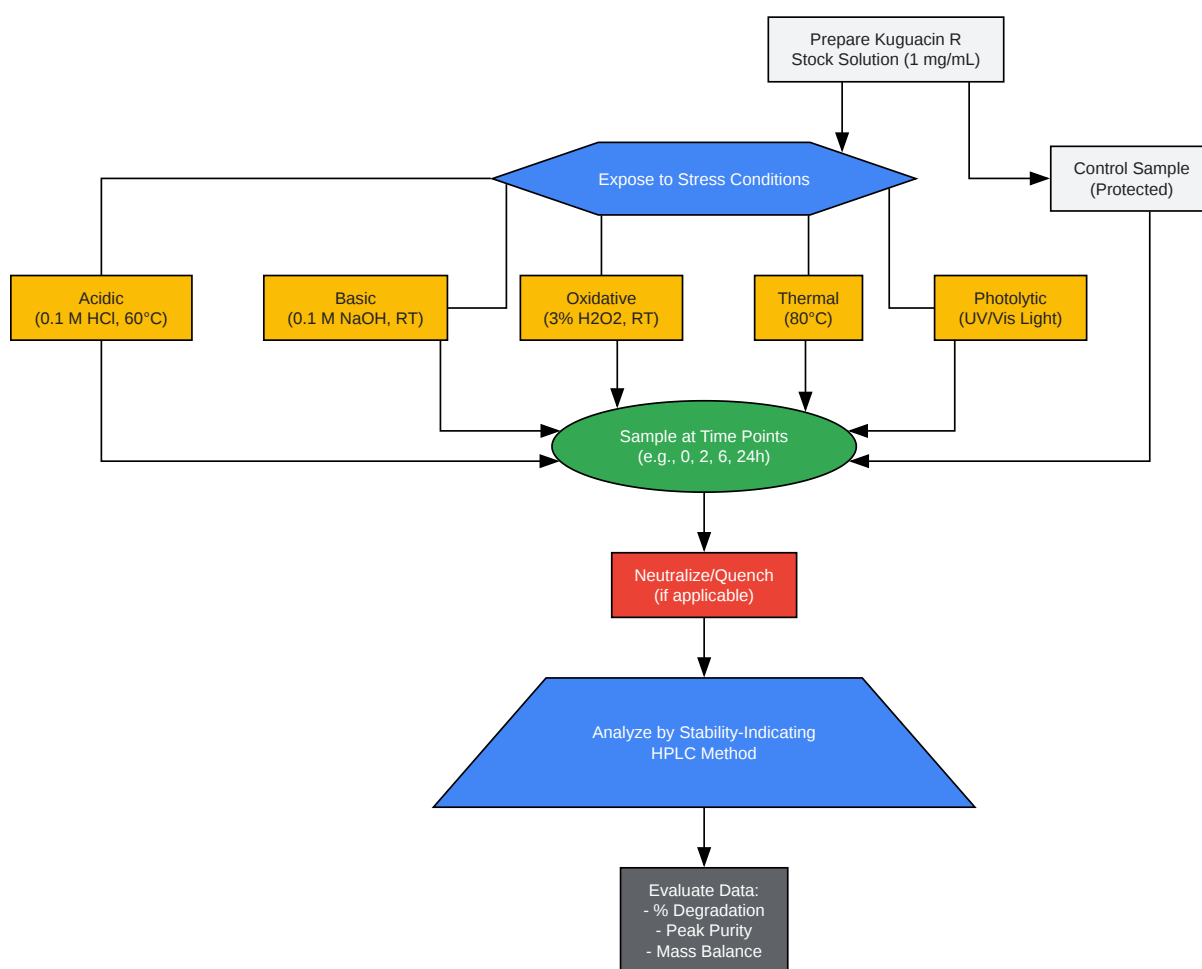 Prepare Kuguacin R
Stock Solution (1 mg/mL)
Expose to Stress Conditions
Control Sample
(Protected)
Acidic
(0.1 M HCl, 60°C)
Basic
(0.1 M NaOH, RT)
Oxidative
(3% H2O2, RT)
Thermal
(80°C)
Photolytic
(UV/Vis Light)
Sample at Time Points
(e.g., 0, 2, 6, 24h)
Neutralize/Quench
(if applicable)
Analyze by Stability-Indicating
HPLC Method
Evaluate Data:
- % Degradation
- Peak Purity
- Mass Balance